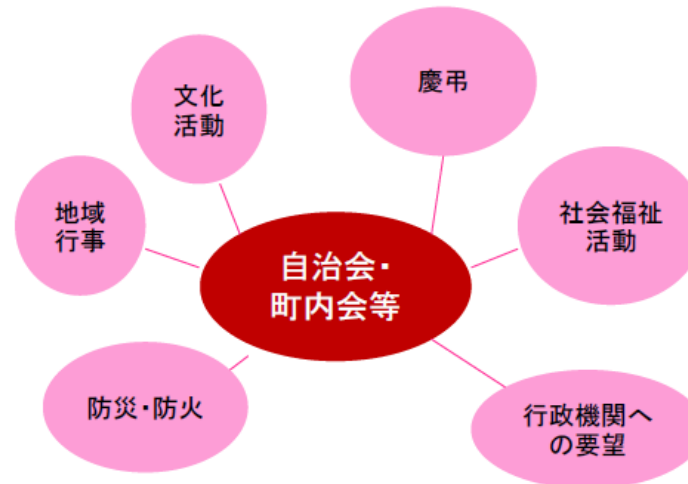 文化
活動
慶弔
地域
行事
社会福祉
活動
自治会・
町内会等
防災・防火
行政機関へ
の要望